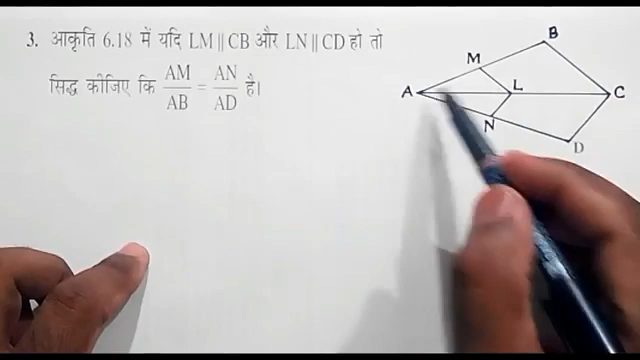 3. आकृति 6.18 में यदि LM || CB और LN || CD हो तो
सिद्ध कीजिए कि AM/AB = AN/AD है।
B
M
A
L
C
N
D